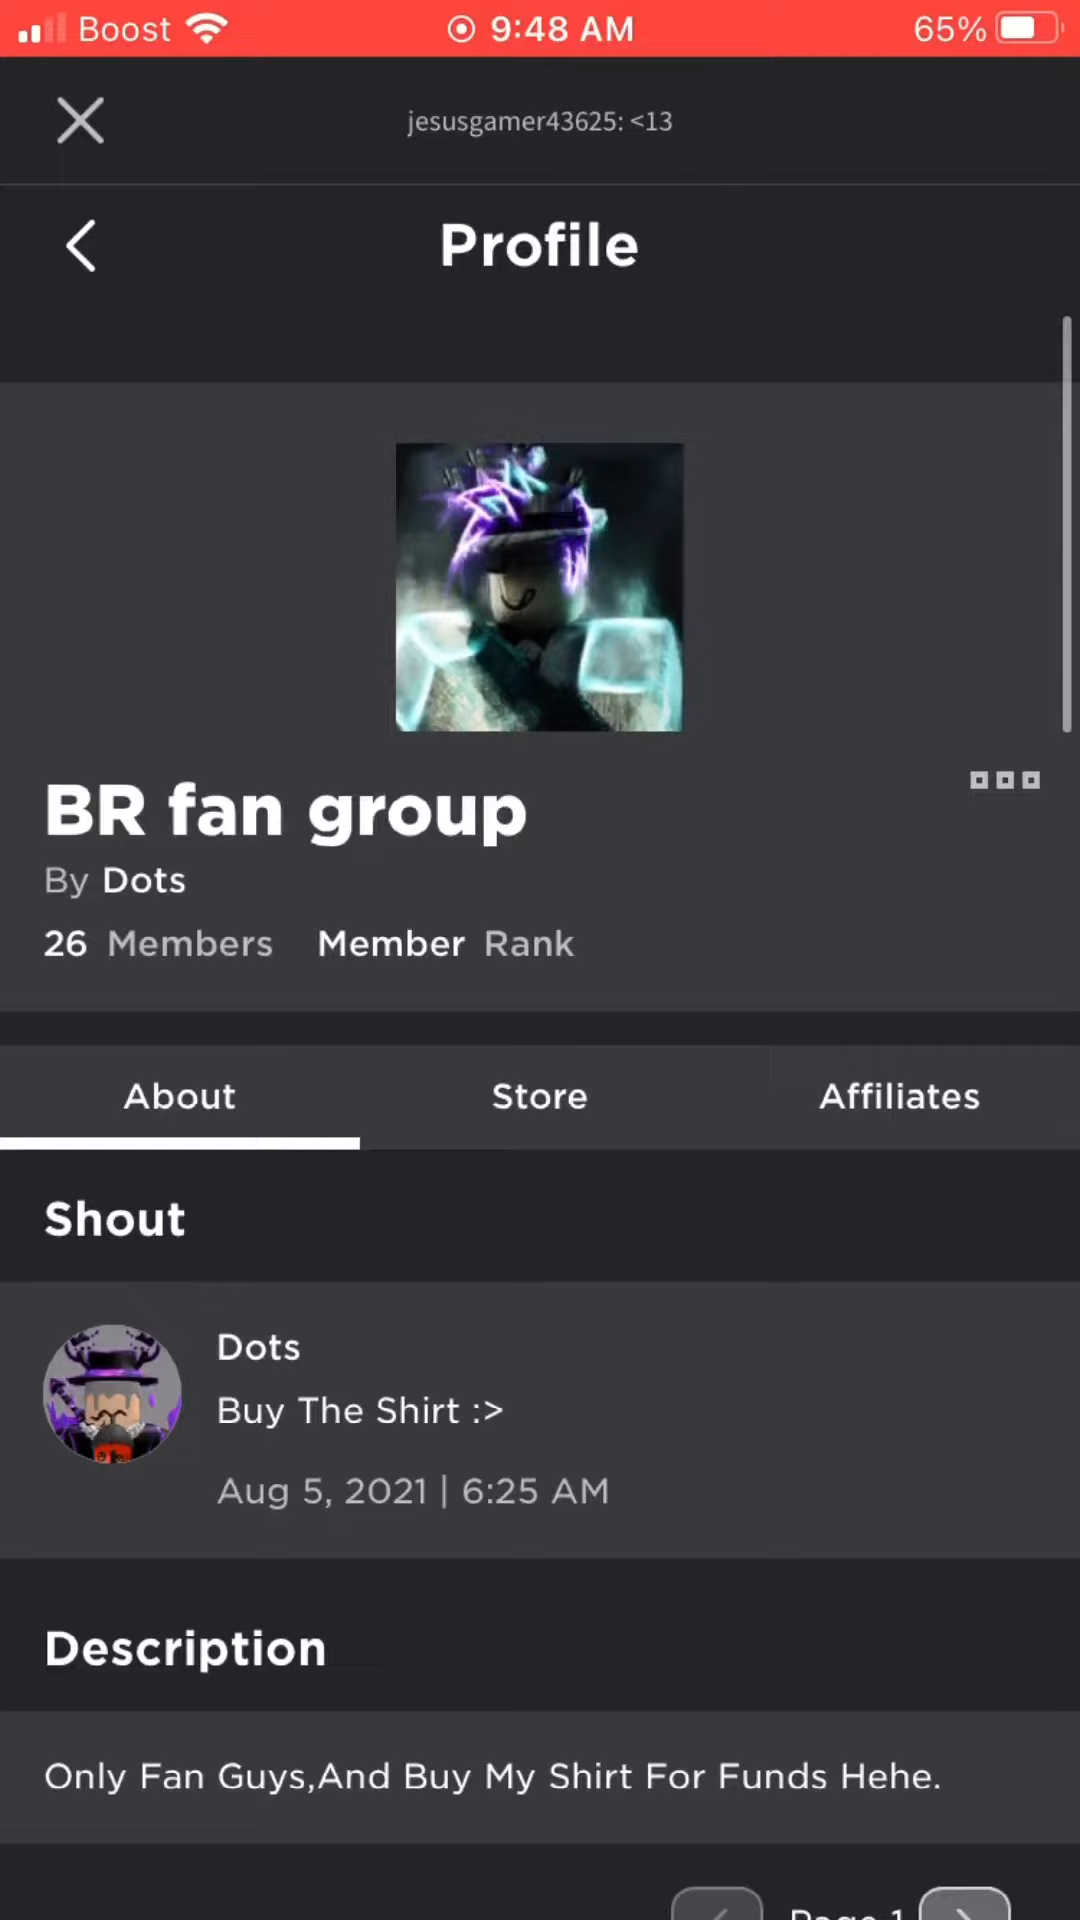 Boost 9:48 AM 65%
jesusgamer43625: <13
Profile
BR fan group
By Dots
26 Members Member Rank
About Store Affiliates
Shout
Dots
Buy The Shirt :>
Aug 5, 2021 | 6:25 AM
Description
Only Fan Guys,And Buy My Shirt For Funds Hehe.
Page 1